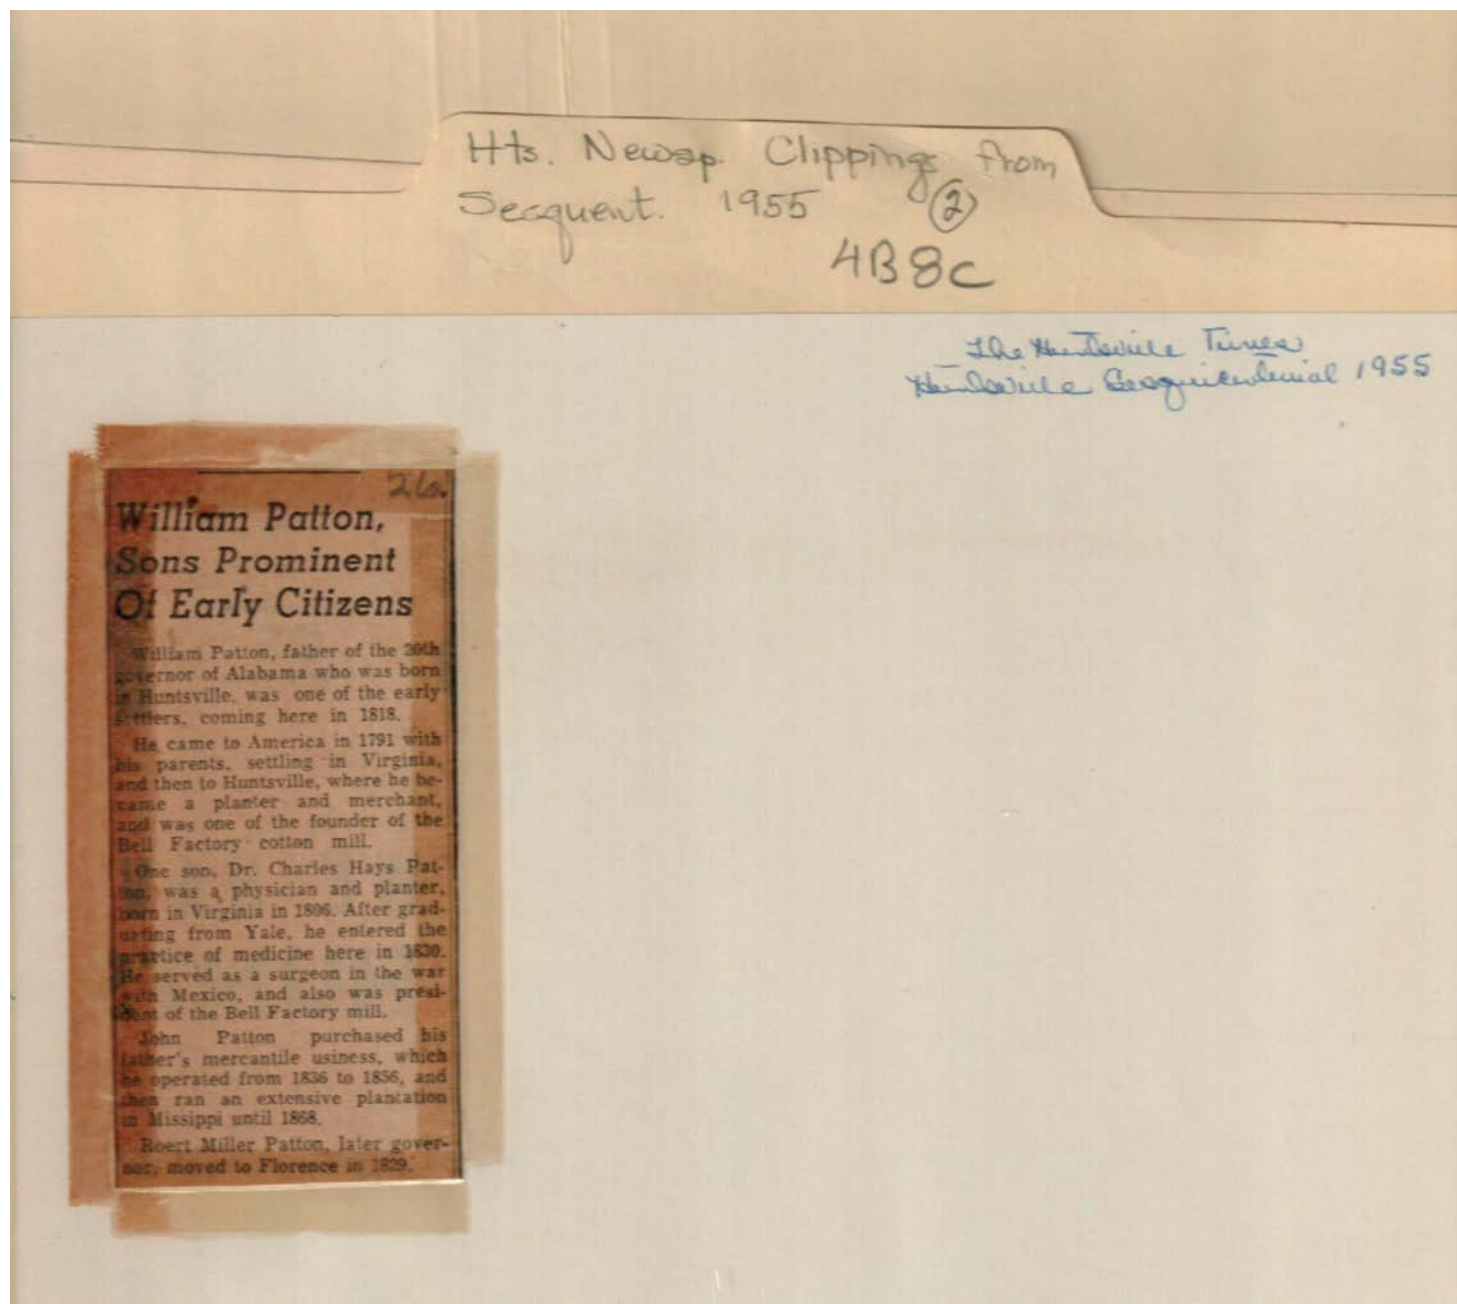 Hts. Newsp. Clippings from
Sesquent. 1955 2
4B8C
The Huntsville Times
Huntsville Sesquicentenial 1955
26a
William Patton,
Sons Prominent
Of Early Citizens
William Patton, father of the 20th
governor of Alabama who was born
in Huntsville, was one of the early
settlers, coming here in 1818.
He came to America in 1791 with
his parents, settling in Virginia,
and then to Huntsville, where he be-
came a planter and merchant,
and was one of the founder of the
Bell Factory cotton mill.
One son, Dr. Charles Hays Pat-
ton, was a physician and planter,
born in Virginia in 1806. After grad-
uating from Yale, he entered the
practice of medicine here in 1830.
He served as a surgeon in the war
with Mexico, and also was presi-
dent of the Bell Factory mill.
John Patton purchased his
father's mercantile usiness, which
he operated from 1836 to 1856, and
then ran an extensive plantation
in Missippi until 1868.
Roert Miller Patton, later gover-
nor, moved to Florence in 1829.